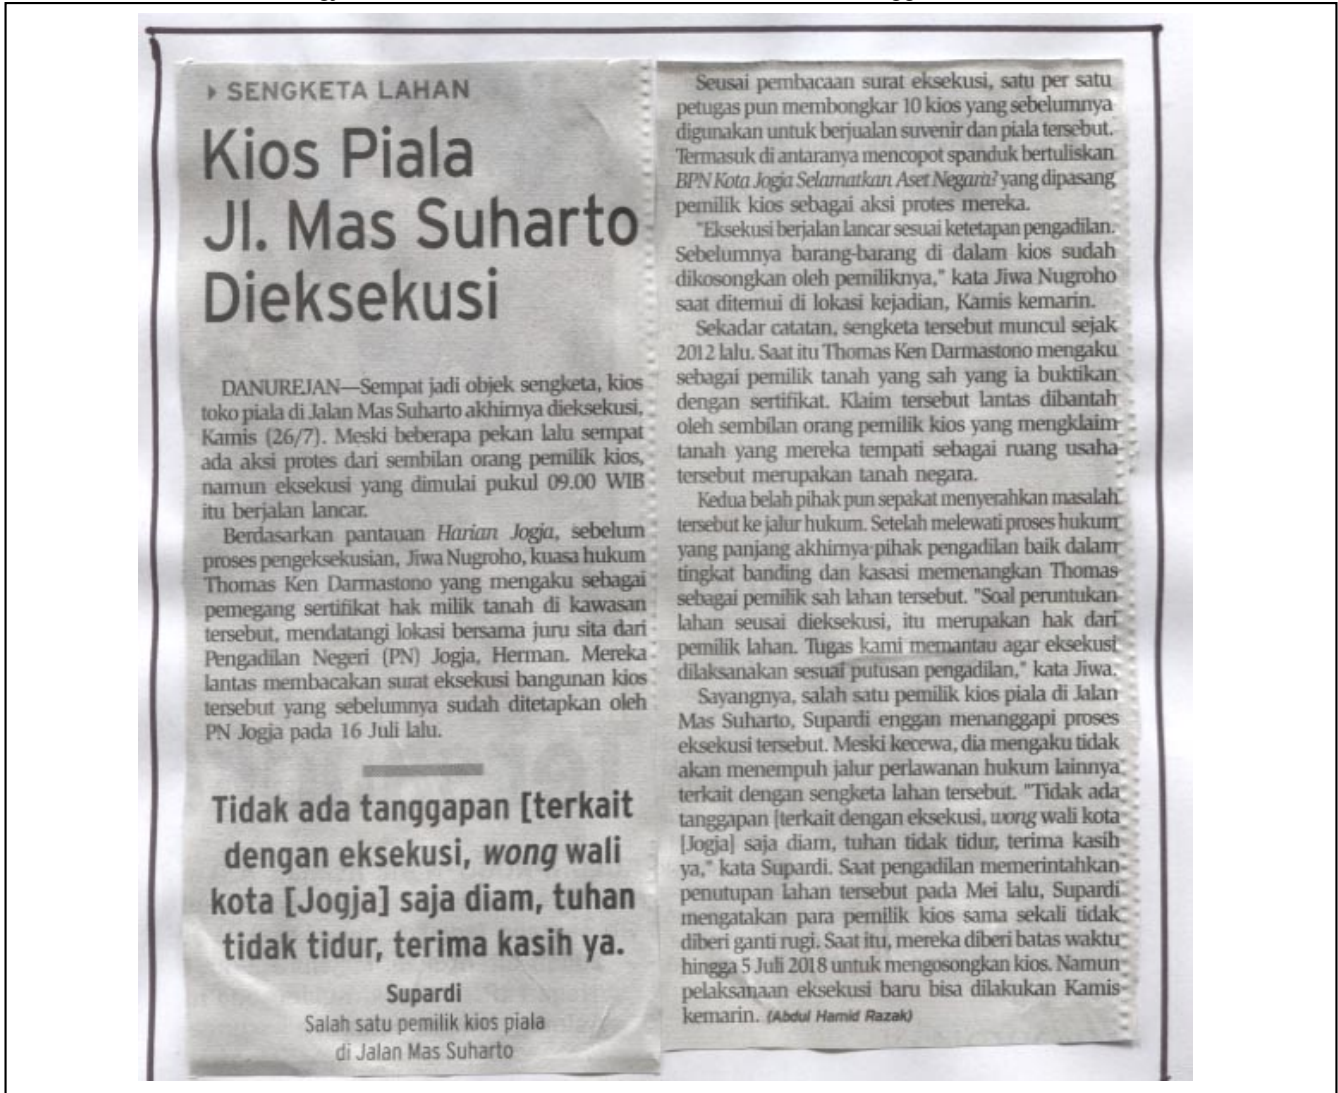 SENGKETA LAHAN
Kios Piala
Jl. Mas Suharto
Dieksekusi
DANUREJAN—Sempat jadi objek sengketa, kios
toko piala di Jalan Mas Suharto akhirnya dieksekusi,
Kamis (26/7). Meski beberapa pekan lalu sempat
ada aksi protes dari sembilan orang pemilik kios,
namun eksekusi yang dimulai pukul 09.00 WIB
itu berjalan lancar.
Berdasarkan pantauan Harian Jogja, sebelum
proses pengeksekusian, Jiwa Nugroho, kuasa hukum
Thomas Ken Darmastono yang mengaku sebagai
pemegang sertifikat hak milik tanah di kawasan
tersebut, mendatangi lokasi bersama juru sita dari
Pengadilan Negeri (PN) Jogja, Herman. Mereka
lantas membacakan surat eksekusi bangunan kios
tersebut yang sebelumnya sudah ditetapkan oleh
PN Jogja pada 16 Juli lalu.
Tidak ada tanggapan [terkait
dengan eksekusi, wong wali
kota [Jogja] saja diam, tuhan
tidak tidur, terima kasih ya.
Supardi
Salah satu pemilik kios piala
di Jalan Mas Suharto
Seusai pembacaan surat eksekusi, satu per satu
petugas pun membongkar 10 kios yang sebelumnya
digunakan untuk berjualan suvenir dan piala tersebut.
Termasuk di antaranya mencopot spanduk bertuliskan
BPN Kota Jogja Selamatkan Aset Negara? yang dipasang
pemilik kios sebagai aksi protes mereka.
"Eksekusi berjalan lancar sesuai ketetapan pengadilan.
Sebelumnya barang-barang di dalam kios sudah
dikosongkan oleh pemiliknya," kata Jiwa Nugroho
saat ditemui di lokasi kejadian, Kamis kemarin.
Sekadar catatan, sengketa tersebut muncul sejak
2012 lalu. Saat itu Thomas Ken Darmastono mengaku
sebagai pemilik tanah yang sah yang ia buktikan
dengan sertifikat. Klaim tersebut lantas dibantah
oleh sembilan orang pemilik kios yang mengklaim
tanah yang mereka tempati sebagai ruang usaha
tersebut merupakan tanah negara.
Kedua belah pihak pun sepakat menyerahkan masalah
tersebut ke jalur hukum. Setelah melewati proses hukum
yang panjang akhirnya pihak pengadilan baik dalam
tingkat banding dan kasasi memenangkan Thomas
sebagai pemilik sah lahan tersebut. "Soal peruntukan
lahan seusai dieksekusi, itu merupakan hak dari
pemilik lahan. Tugas kami memantau agar eksekusi
dilaksanakan sesuai putusan pengadilan," kata Jiwa.
Sayangnya, salah satu pemilik kios piala di Jalan
Mas Suharto, Supardi enggan menanggapi proses
eksekusi tersebut. Meski kecewa, dia mengaku tidak
akan menempuh jalur perlawanan hukum lainnya
terkait dengan sengketa lahan tersebut. "Tidak ada
tanggapan [terkait dengan eksekusi, wong wali kota
[Jogja] saja diam, tuhan tidak tidur, terima kasih
ya," kata Supardi. Saat pengadilan memerintahkan
penutupan lahan tersebut pada Mei lalu, Supardi
mengatakan para pemilik kios sama sekali tidak
diberi ganti rugi. Saat itu, mereka diberi batas waktu
hingga 5 Juli 2018 untuk mengosongkan kios. Namun
pelaksanaan eksekusi baru bisa dilakukan Kamis
kemarin. (Abdul Hamid Razak)